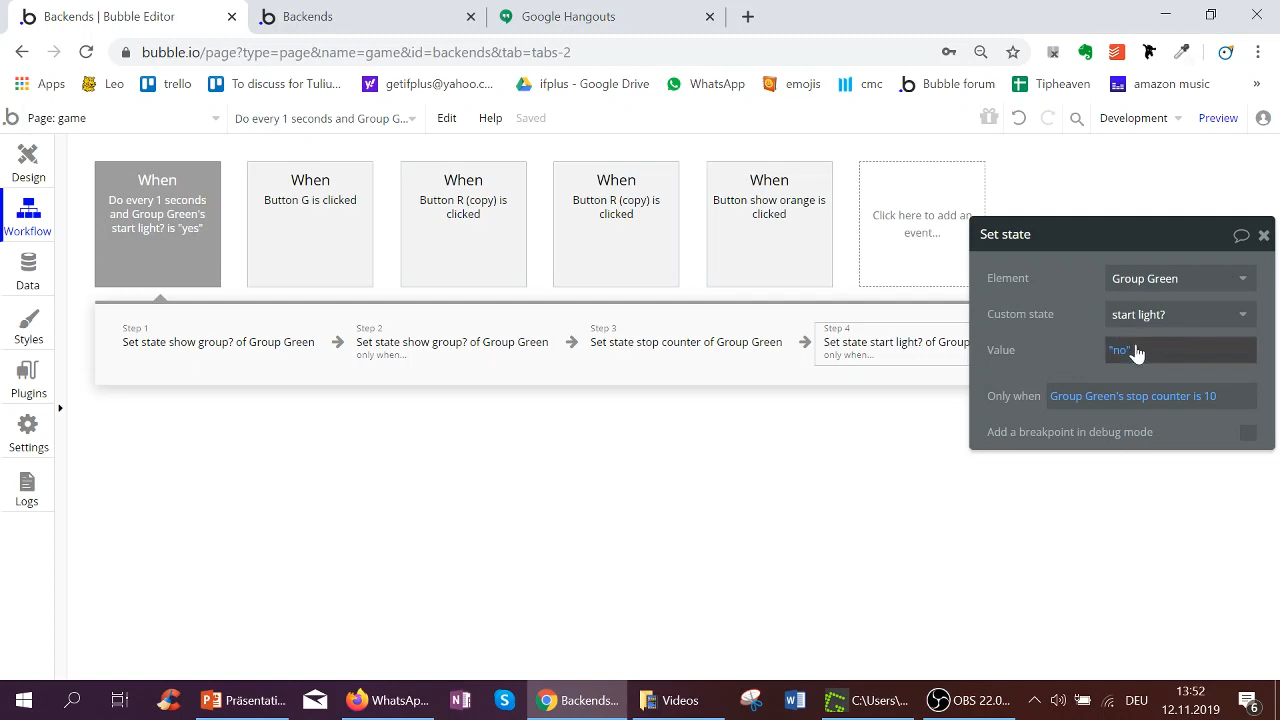 Backends | Bubble Editor
Backends
Google Hangouts
bubble.io/page?type=page&name=game&id=backends&tab=tabs-2
Apps
Leo
trello
To discuss for Tuliu...
getifplus@yahoo.c...
ifplus - Google Drive
WhatsApp
emojis
cmc
Bubble forum
Tipheaven
amazon music
»
Page: game
Do every 1 seconds and Group G...
Edit
Help
Saved
Development
Preview
Design
Workflow
Data
Styles
Plugins
Settings
Logs
When
Do every 1 seconds
and Group Green's
start light? is "yes"
When
Button G is clicked
When
Button R (copy) is
clicked
When
Button R (copy) is
clicked
When
Button show orange is
clicked
Click here to add an
event...
Step 1
Set state show group? of Group Green
Step 2
Set state show group? of Group Green
only when...
Step 3
Set state stop counter of Group Green
Step 4
Set state start light? of Group
only when...
Set state
Element
Group Green
Custom state
start light?
Value
"no"
Only when
Group Green's stop counter is 10
Add a breakpoint in debug mode
Präsentati...
WhatsAp...
Backends...
Videos
C:\Users\...
OBS 22.0...
DEU
13:52
12.11.2019
6